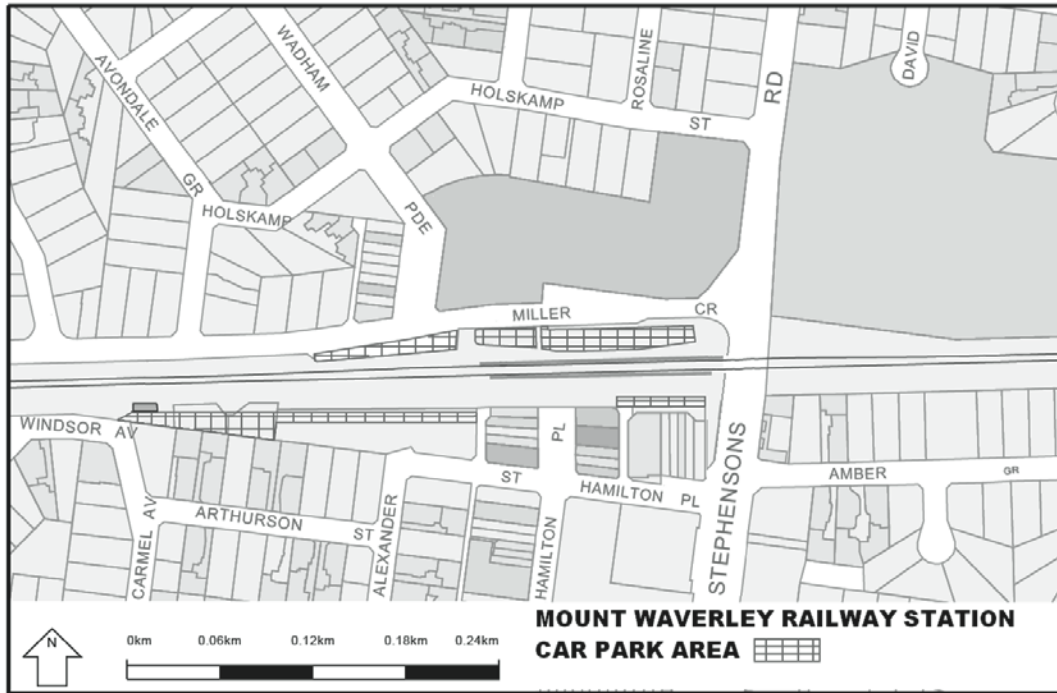 AVONDALE
GR
WADHAM
PDE
HOLSKAMP
ST
ROSALINE
RD
DAVID
HOLSKAMP
MILLER
CR
WINDSOR AV
PL
STEPHENSONS
ST
HAMILTON PL
AMBER
GR
ARTHURSON
ST
CARMEL AV
ALEXANDER
HAMILTON
N
0km 0.06km 0.12km 0.18km 0.24km
MOUNT WAVERLEY RAILWAY STATION
CAR PARK AREA